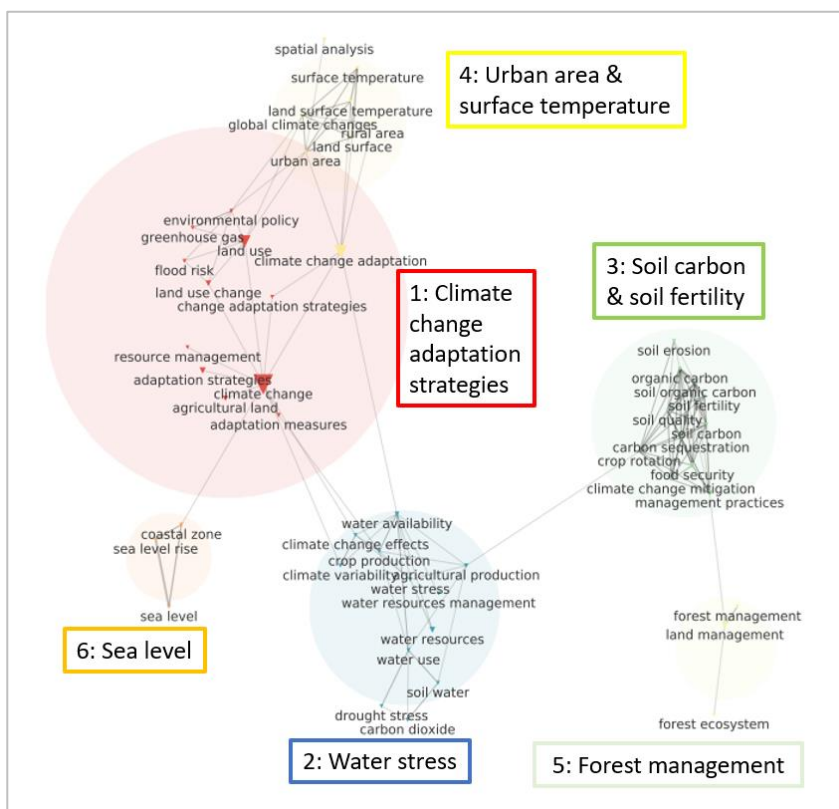 spatial analysis
surface temperature
4: Urban area &
surface temperature
land surface temperature
global climate changes
rural area
land surface
urban area
environmental policy
greenhouse gas
land use
climate change adaptation
flood risk
land use change
change adaptation strategies
1: Climate
change
adaptation
strategies
resource management
adaptation strategies
climate change
agricultural land
adaptation measures
3: Soil carbon
& soil fertility
soil erosion
organic carbon
soil organic carbon
soil fertility
soil quality
soil carbon
carbon sequestration
crop rotation
food security
climate change mitigation
management practices
coastal zone
sea level rise
sea level
6: Sea level
water availability
climate change effects
crop production
climate variability
agricultural production
water stress
water resources management
water resources
water use
soil water
drought stress
carbon dioxide
2: Water stress
forest management
land management
forest ecosystem
5: Forest management